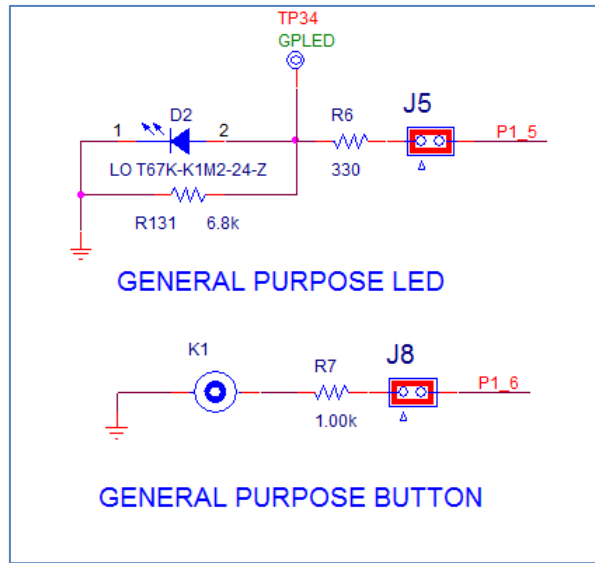 TP34
GPLED
D2
R6
J5
1
2
P1_5
LO T67K-K1M2-24-Z
330
R131
6.8k
GENERAL PURPOSE LED
K1
R7
J8
P1_6
1.00k
GENERAL PURPOSE BUTTON